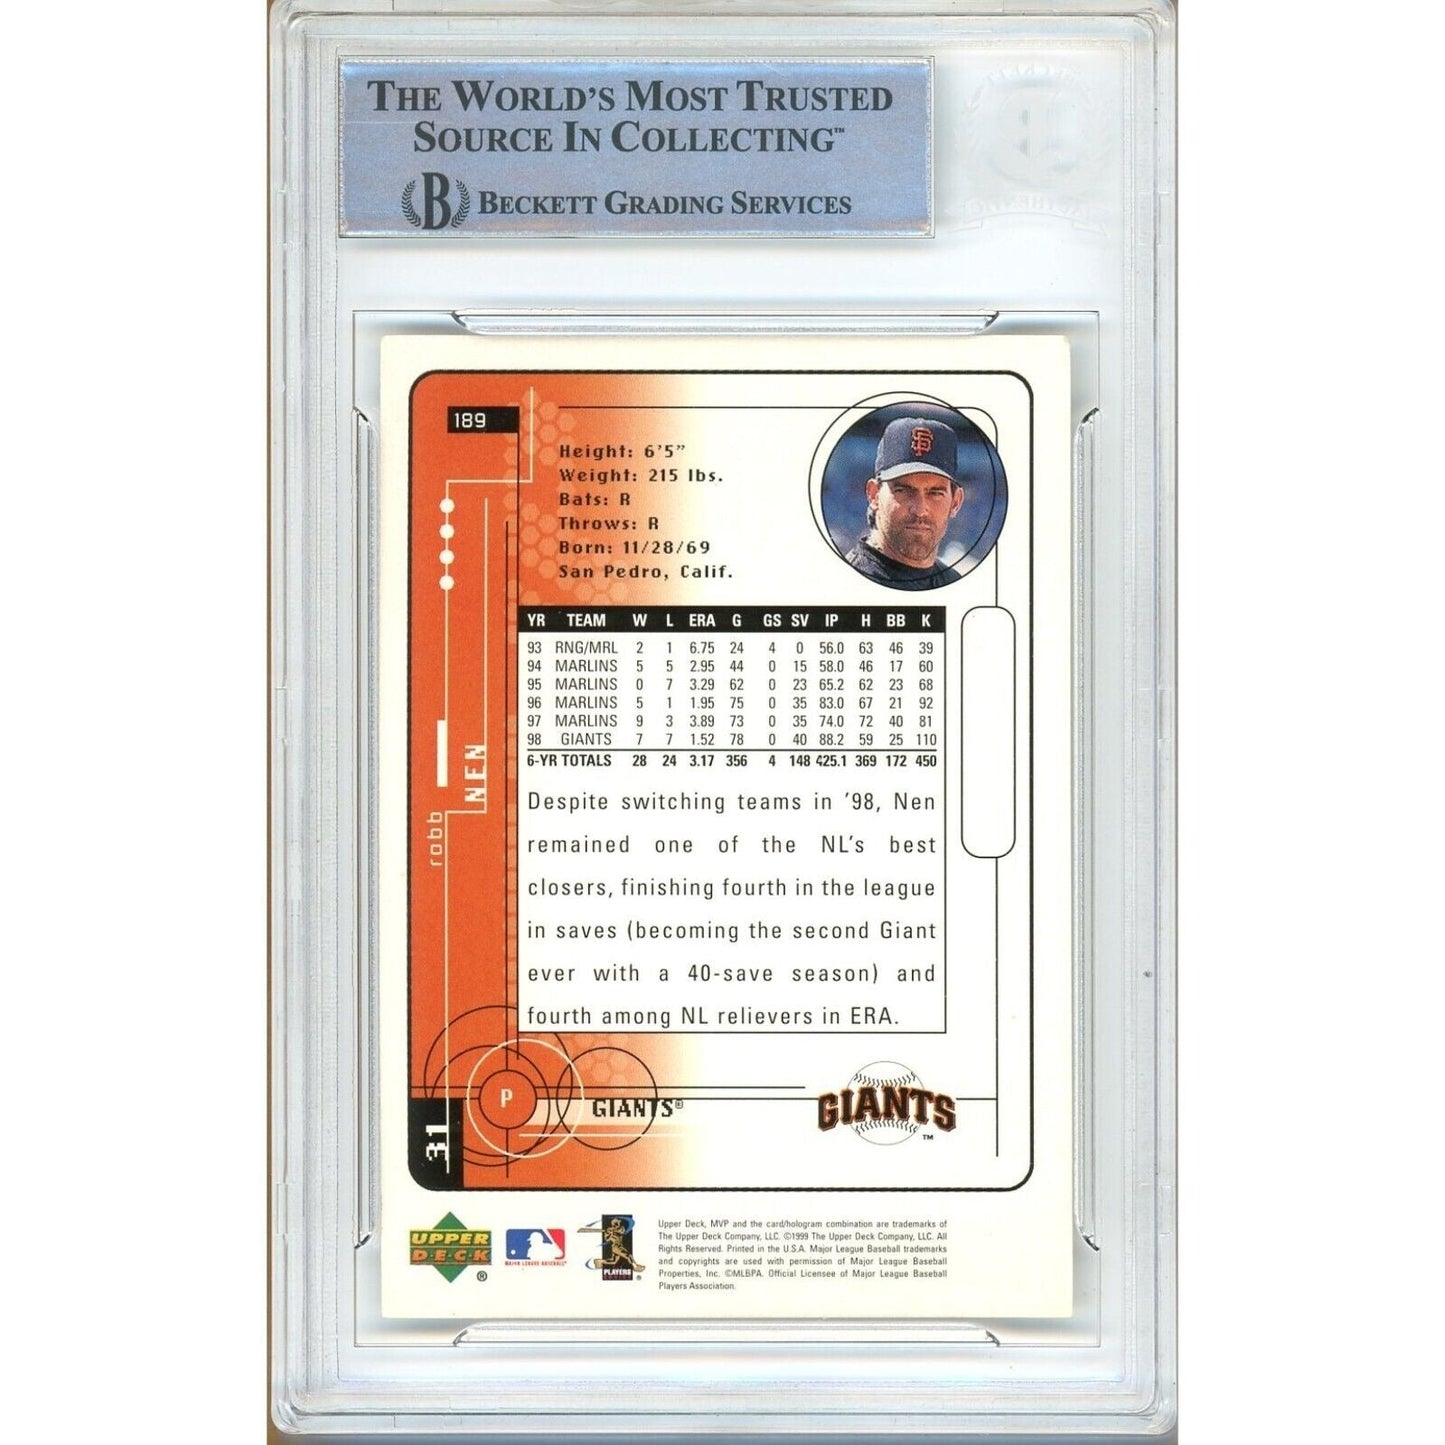 THE WORLD'S MOST TRUSTED
SOURCE IN COLLECTING™
B BECKETT GRADING SERVICES
189
Height: 6'5"
Weight: 215 lbs.
Bats: R
Throws: R
Born: 11/28/69
San Pedro, Calif.
YR TEAM W L ERA G GS SV IP H BB K
93 RNG/MRL 2 1 6.75 24 4 0 56.0 63 46 39
94 MARLINS 5 5 2.95 44 0 15 58.0 46 17 60
95 MARLINS 0 7 3.29 62 0 23 65.2 62 23 68
96 MARLINS 5 1 1.95 75 0 35 83.0 67 21 92
97 MARLINS 9 3 3.89 73 0 35 74.0 72 40 81
98 GIANTS 7 7 1.52 78 0 40 88.2 59 25 110
6-YR TOTALS 28 24 3.17 356 4 148 425.1 369 172 450
robb
NEN
Despite switching teams in '98, Nen
remained one of the NL's best
closers, finishing fourth in the league
in saves (becoming the second Giant
ever with a 40-save season) and
fourth among NL relievers in ERA.
P
GIANTS®
GIANTS™
31
UPPER
DECK®
MAJOR LEAGUE BASEBALL
PLAYERS
Upper Deck, MVP and the card/hologram combination are trademarks of
The Upper Deck Company, LLC. ©1999 The Upper Deck Company, LLC. All
Rights Reserved. Printed in the U.S.A. Major League Baseball trademarks
and copyrights are used with permission of Major League Baseball
Properties, Inc. ©MLBPA. Official Licensee of Major League Baseball
Players Association.